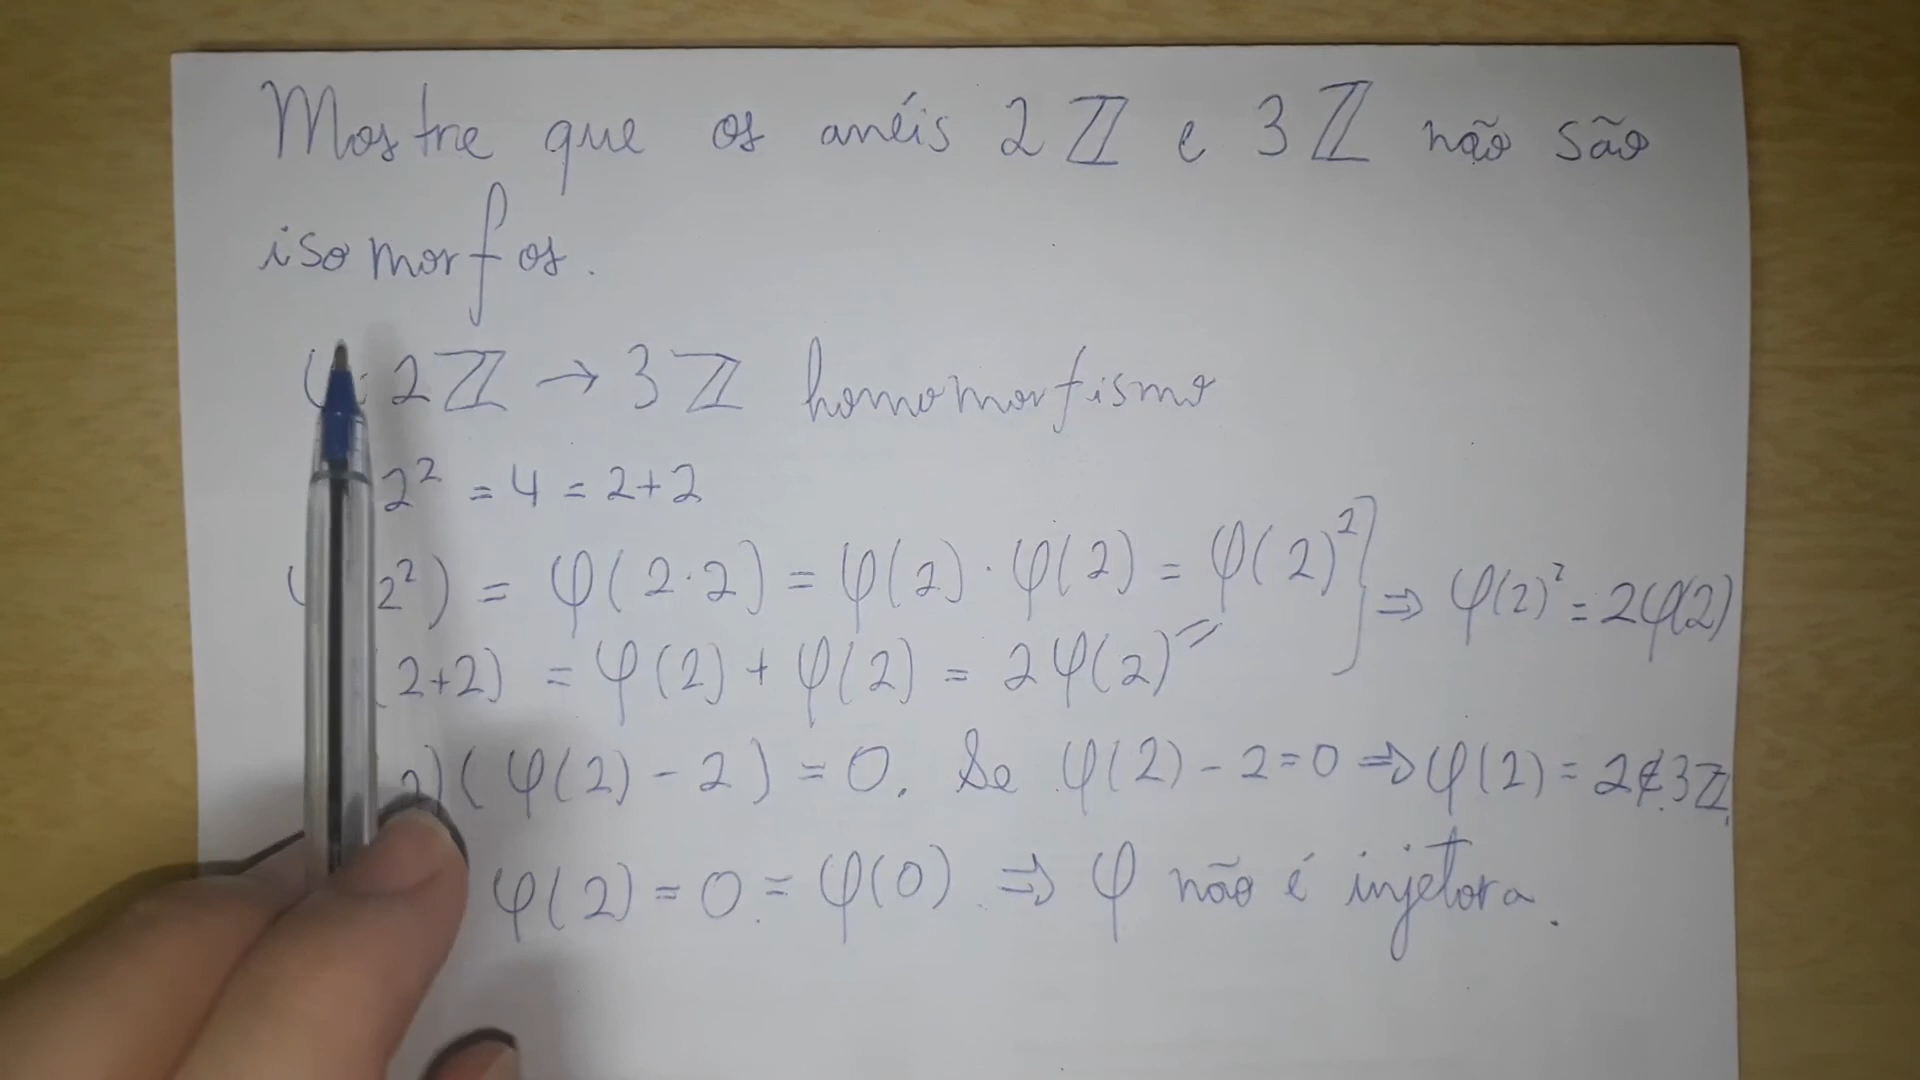 Mostre que os anéis 2ℤ e 3ℤ não são
isomorfos.
φ: 2ℤ → 3ℤ homomorfismo
2² = 4 = 2+2
2²) = φ(2·2) = φ(2)·φ(2) = φ(2)² } ⇒ φ(2)² = 2φ(2)
(2+2) = φ(2) + φ(2) = 2φ(2) =
2)(φ(2) - 2) = 0. Se φ(2) - 2 = 0 ⇒ φ(2) = 2 ∉ 3ℤ.
φ(2) = 0 = φ(0) ⇒ φ não é injetora.